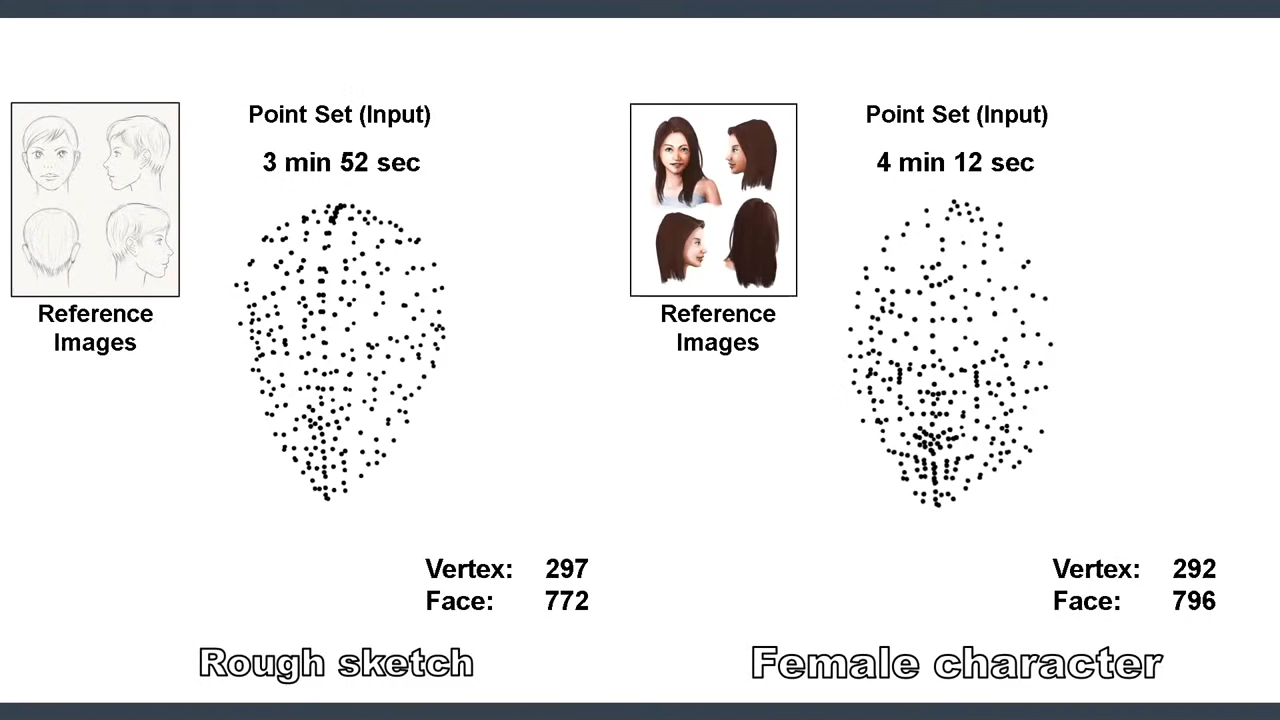 Point Set (Input)
3 min 52 sec
Reference
Images
Vertex: 297
Face: 772
Rough sketch
Point Set (Input)
4 min 12 sec
Reference
Images
Vertex: 292
Face: 796
Female character